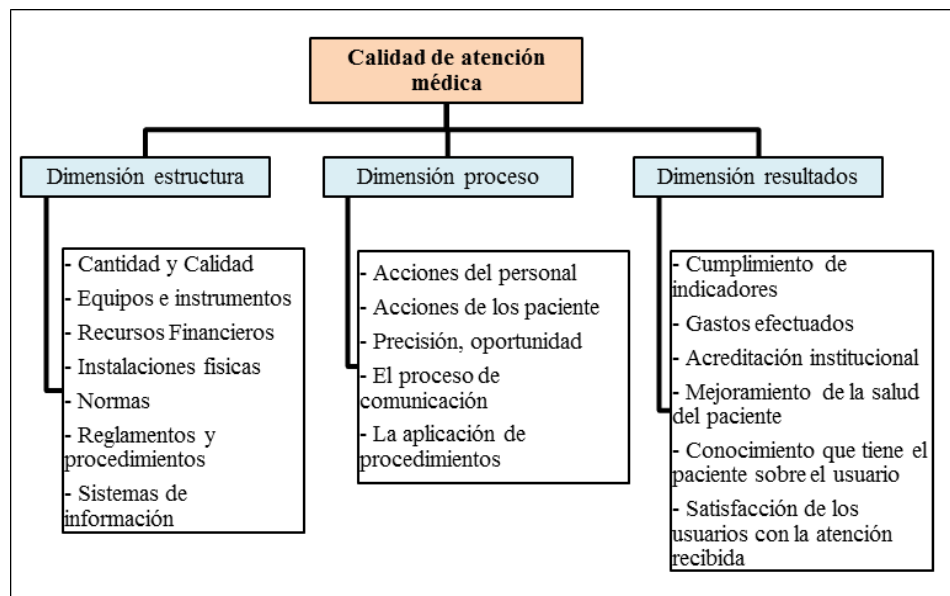 Calidad de atención
médica
Dimensión estructura
- Cantidad y Calidad
- Equipos e instrumentos
- Recursos Financieros
- Instalaciones fisicas
- Normas
- Reglamentos y
procedimientos
- Sistemas de
información
Dimensión proceso
- Acciones del personal
- Acciones de los paciente
- Precisión, oportunidad
- El proceso de
comunicación
- La aplicación de
procedimientos
Dimensión resultados
- Cumplimiento de
indicadores
- Gastos efectuados
- Acreditación institucional
- Mejoramiento de la salud
del paciente
- Conocimiento que tiene el
paciente sobre el usuario
- Satisfacción de los
usuarios con la atención
recibida